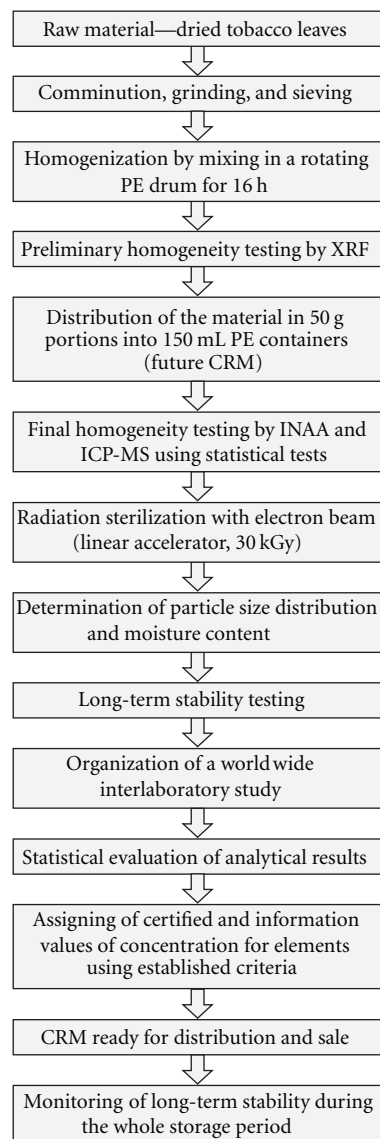 Raw material—dried tobacco leaves
Comminution, grinding, and sieving
Homogenization by mixing in a rotating
PE drum for 16 h
Preliminary homogeneity testing by XRF
Distribution of the material in 50 g
portions into 150 mL PE containers
(future CRM)
Final homogeneity testing by INAA and
ICP-MS using statistical tests
Radiation sterilization with electron beam
(linear accelerator, 30 kGy)
Determination of particle size distribution
and moisture content
Long-term stability testing
Organization of a world wide
interlaboratory study
Statistical evaluation of analytical results
Assigning of certified and information
values of concentration for elements
using established criteria
CRM ready for distribution and sale
Monitoring of long-term stability during
the whole storage period